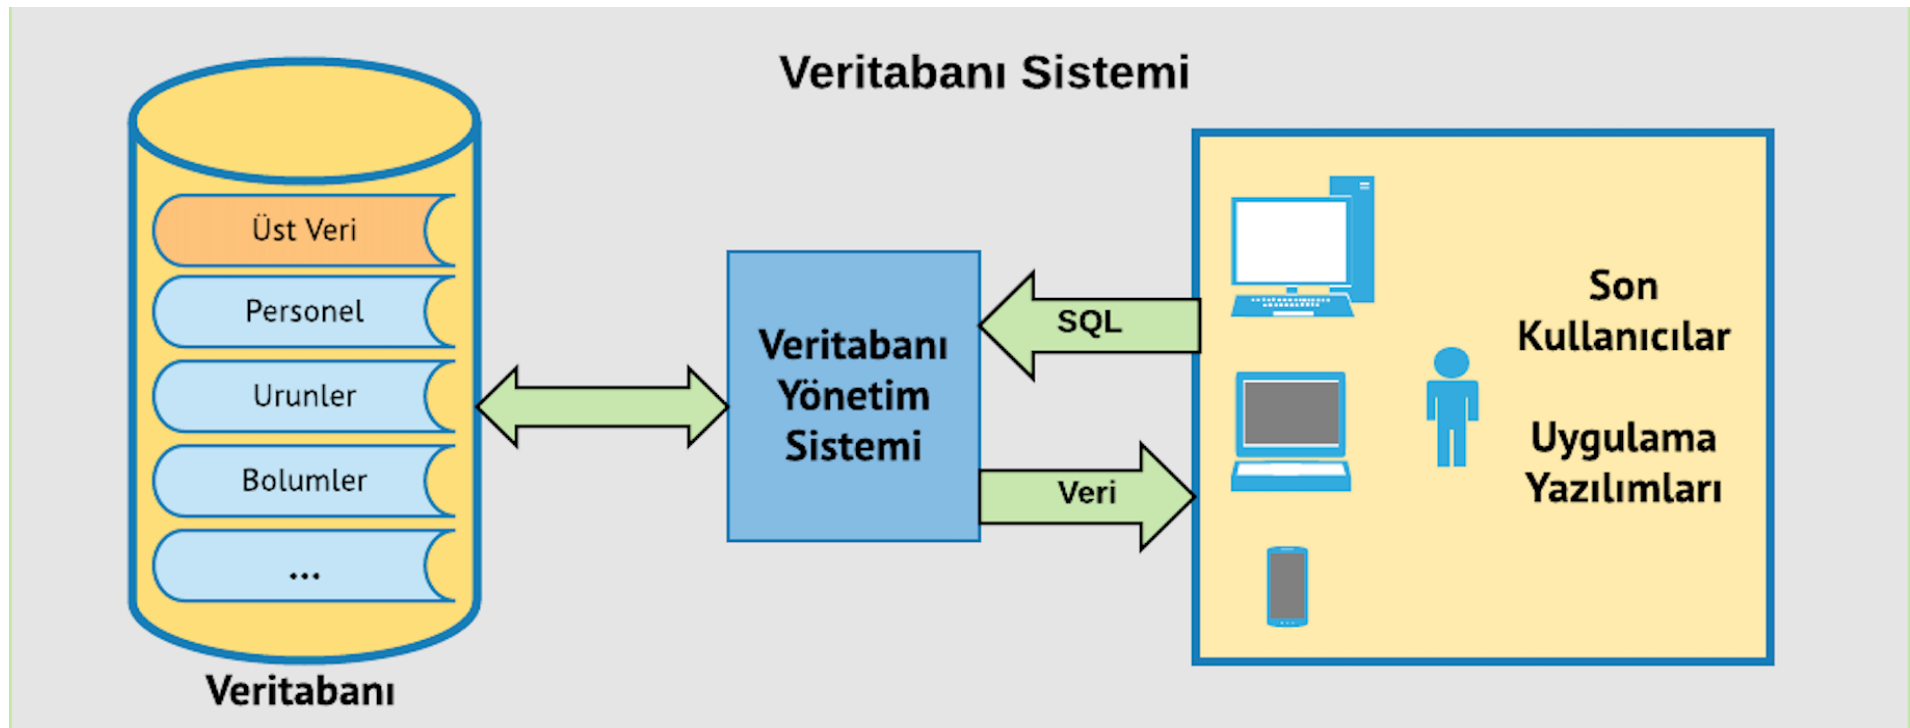 Veritabanı Sistemi
Üst Veri
Personel
Urunler
Bolumler
...
Veritabanı
Veritabanı
Yönetim
Sistemi
SQL
Veri
Son
Kullanıcılar
Uygulama
Yazılımları